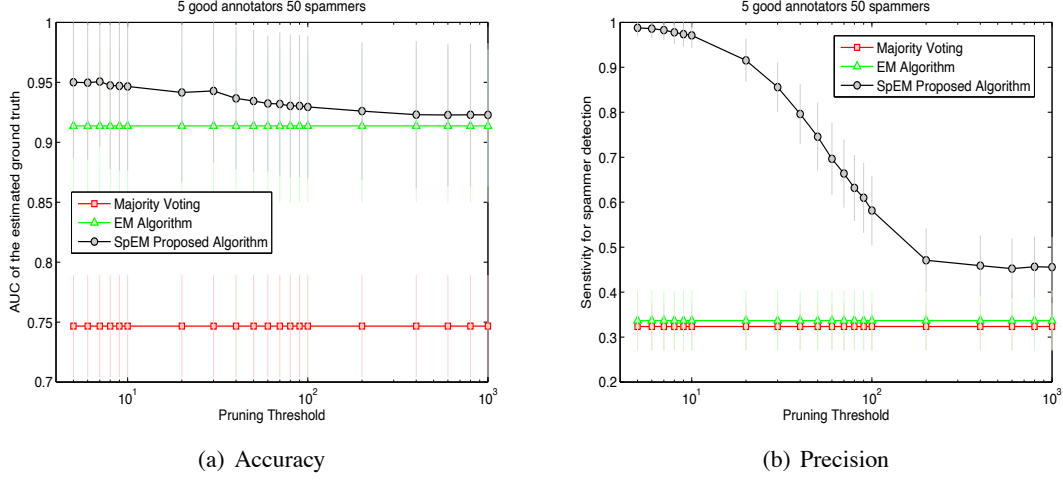 5 good annotators 50 spammers
1
0.95
0.9
0.85
0.8
0.75
0.7
AUC of the estimated ground truth
Majority Voting
EM Algorithm
SpEM Proposed Algorithm
10^1
10^2
10^3
Pruning Threshold
(a) Accuracy
5 good annotators 50 spammers
1
0.9
0.8
0.7
0.6
0.5
0.4
0.3
0.2
Senstivity for spammer detection
Majority Voting
EM Algorithm
SpEM Proposed Algorithm
10^1
10^2
10^3
Pruning Threshold
(b) Precision